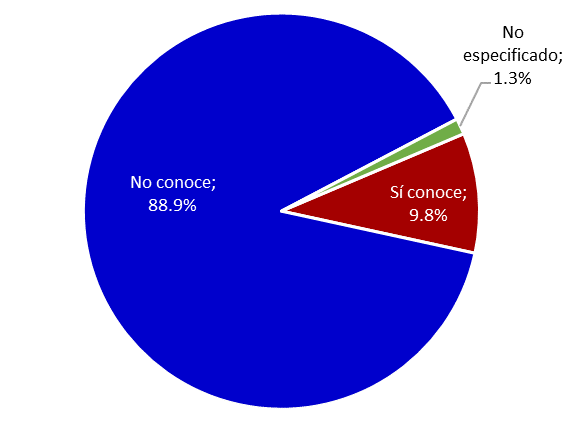 No
especificado;
1.3%
No conoce;
88.9%
Sí conoce;
9.8%